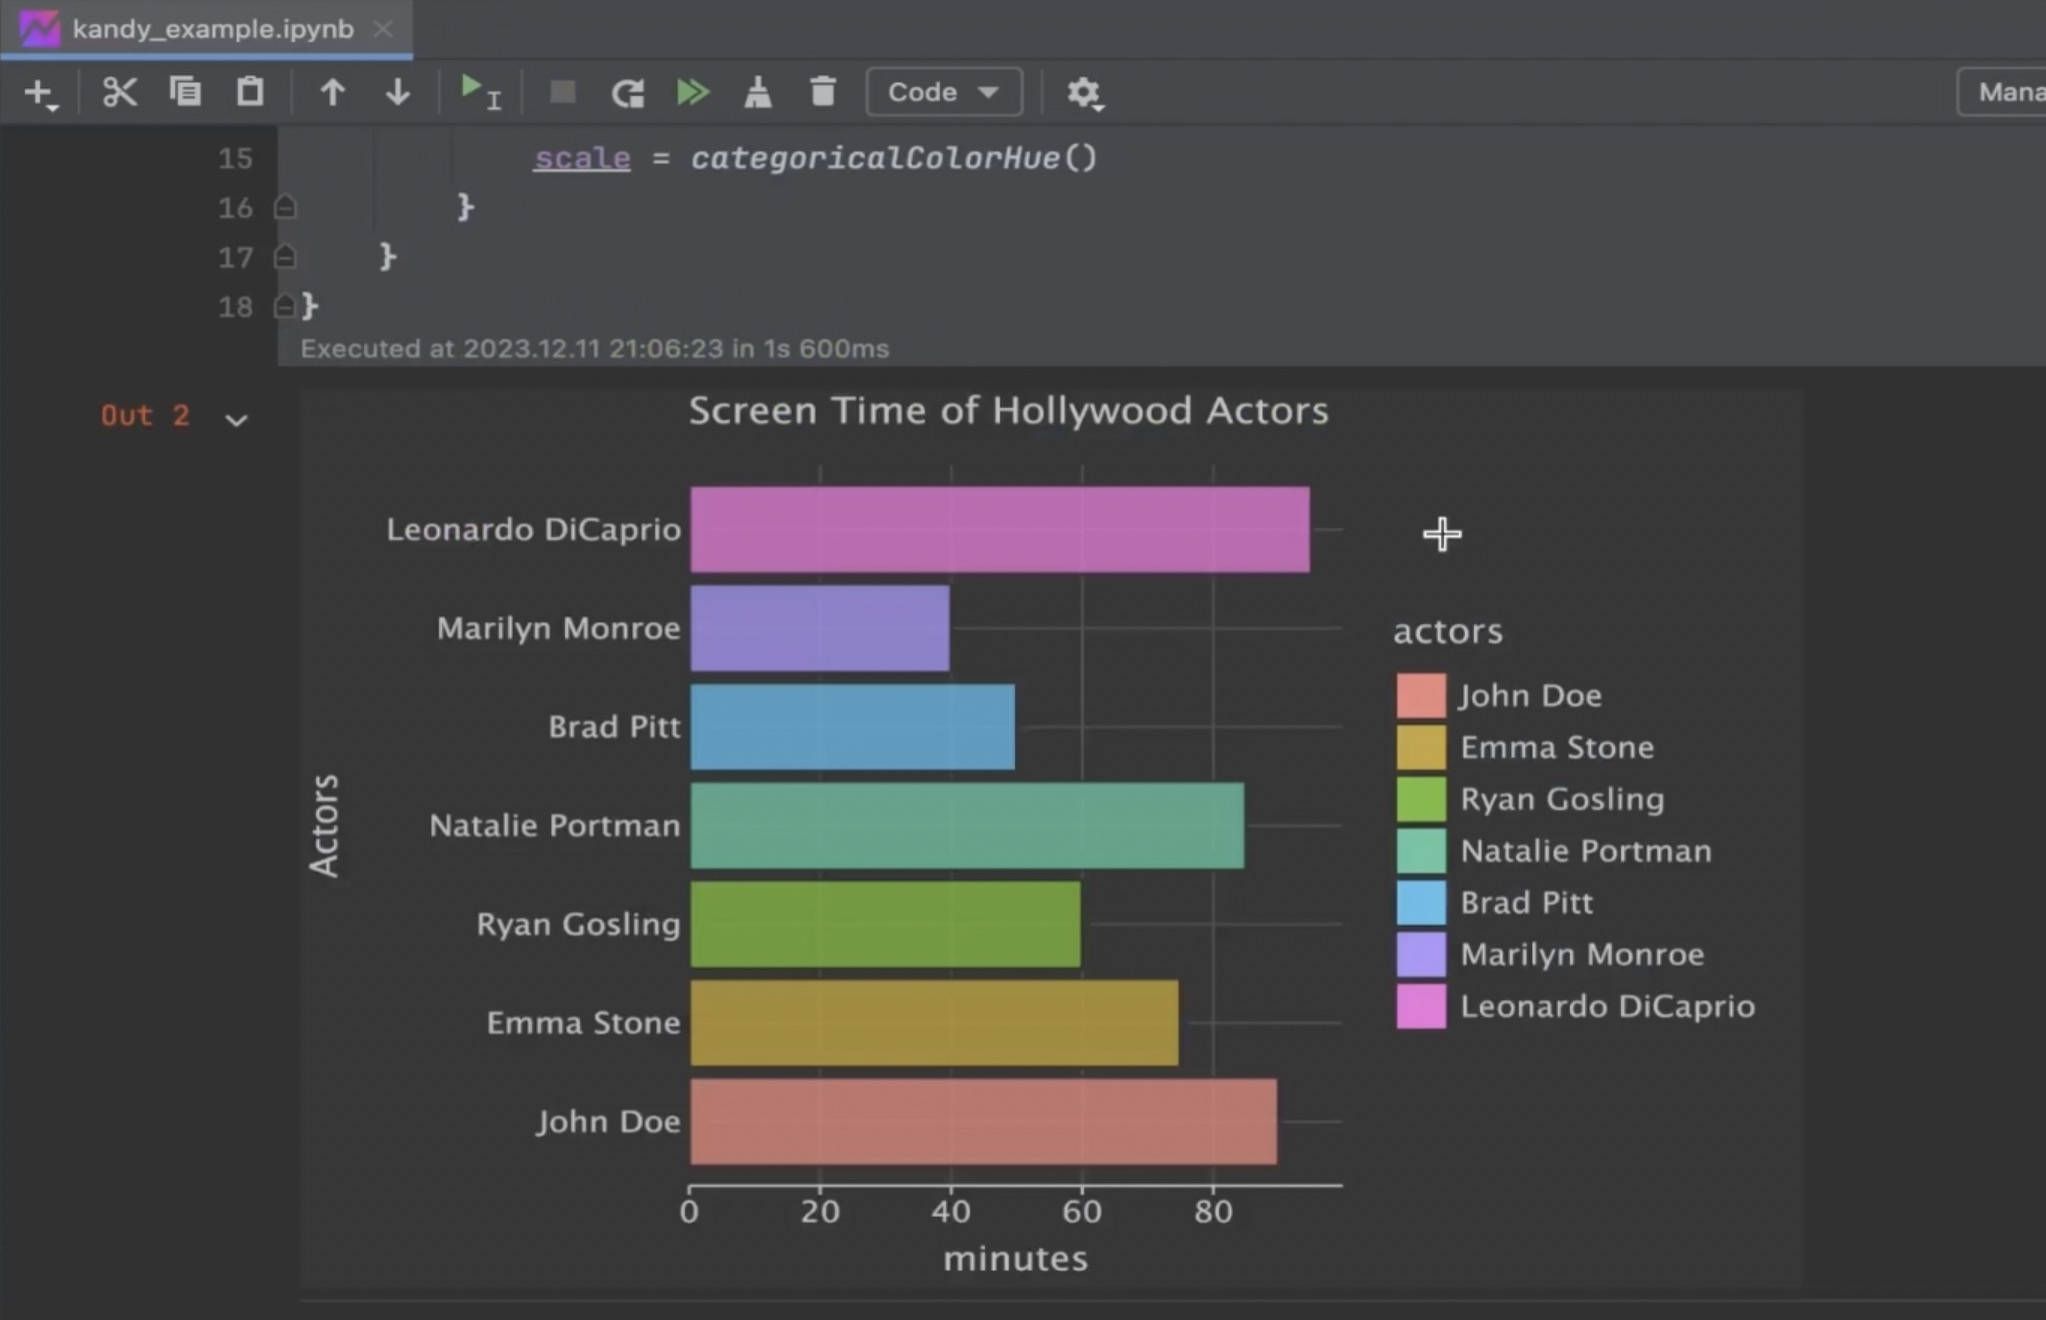 kandy_example.ipynb
Code
Mana
15 scale = categoricalColorHue()
16 }
17 }
18 }
Executed at 2023.12.11 21:06:23 in 1s 600ms
Out 2
Screen Time of Hollywood Actors
Leonardo DiCaprio
Marilyn Monroe
Brad Pitt
Natalie Portman
Ryan Gosling
Emma Stone
John Doe
Actors
0 20 40 60 80
minutes
actors
John Doe
Emma Stone
Ryan Gosling
Natalie Portman
Brad Pitt
Marilyn Monroe
Leonardo DiCaprio